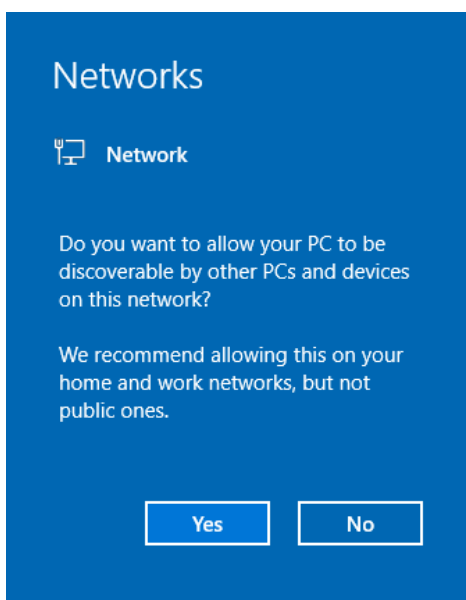 Networks
Network
Do you want to allow your PC to be
discoverable by other PCs and devices
on this network?
We recommend allowing this on your
home and work networks, but not
public ones.
Yes No